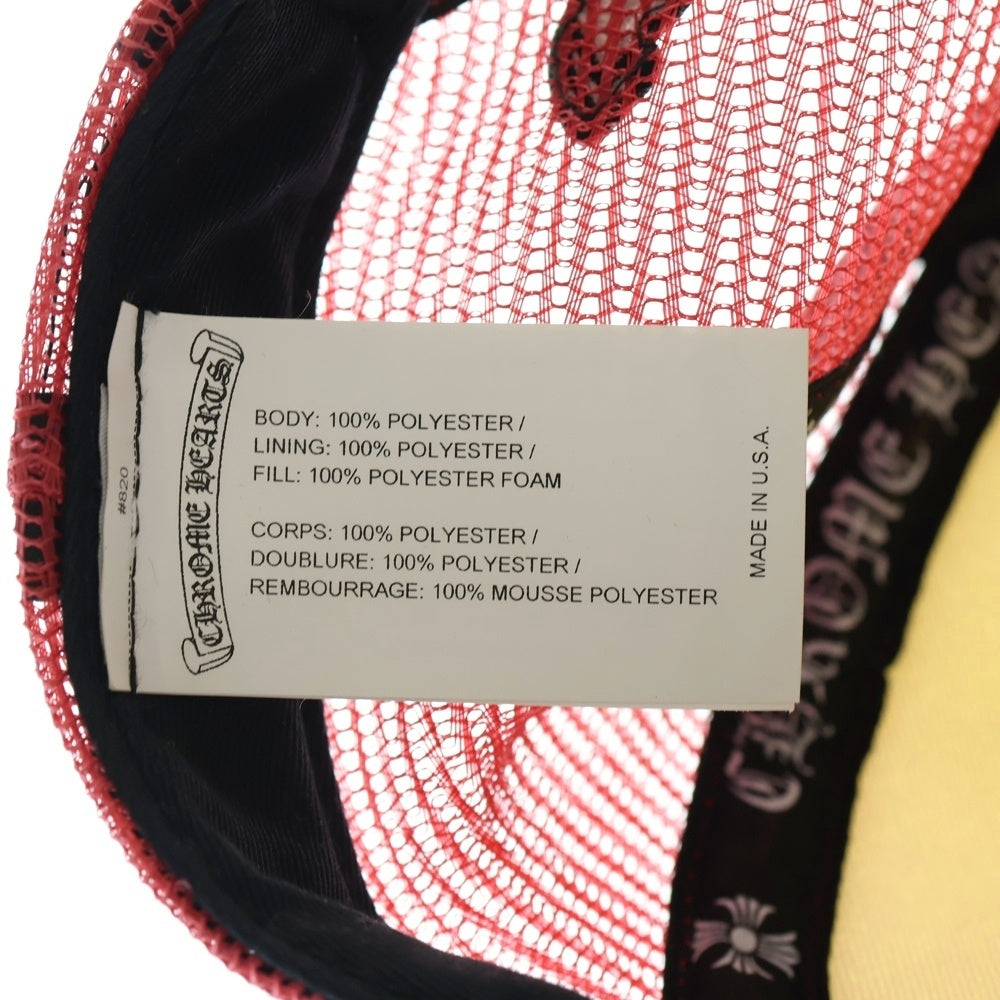 CHROME HEARTS
BODY: 100% POLYESTER /
LINING: 100% POLYESTER /
FILL: 100% POLYESTER FOAM
CORPS: 100% POLYESTER /
DOUBLURE: 100% POLYESTER /
REMBOURRAGE: 100% MOUSSE POLYESTER
MADE IN U.S.A.
#820
CHROME HEA